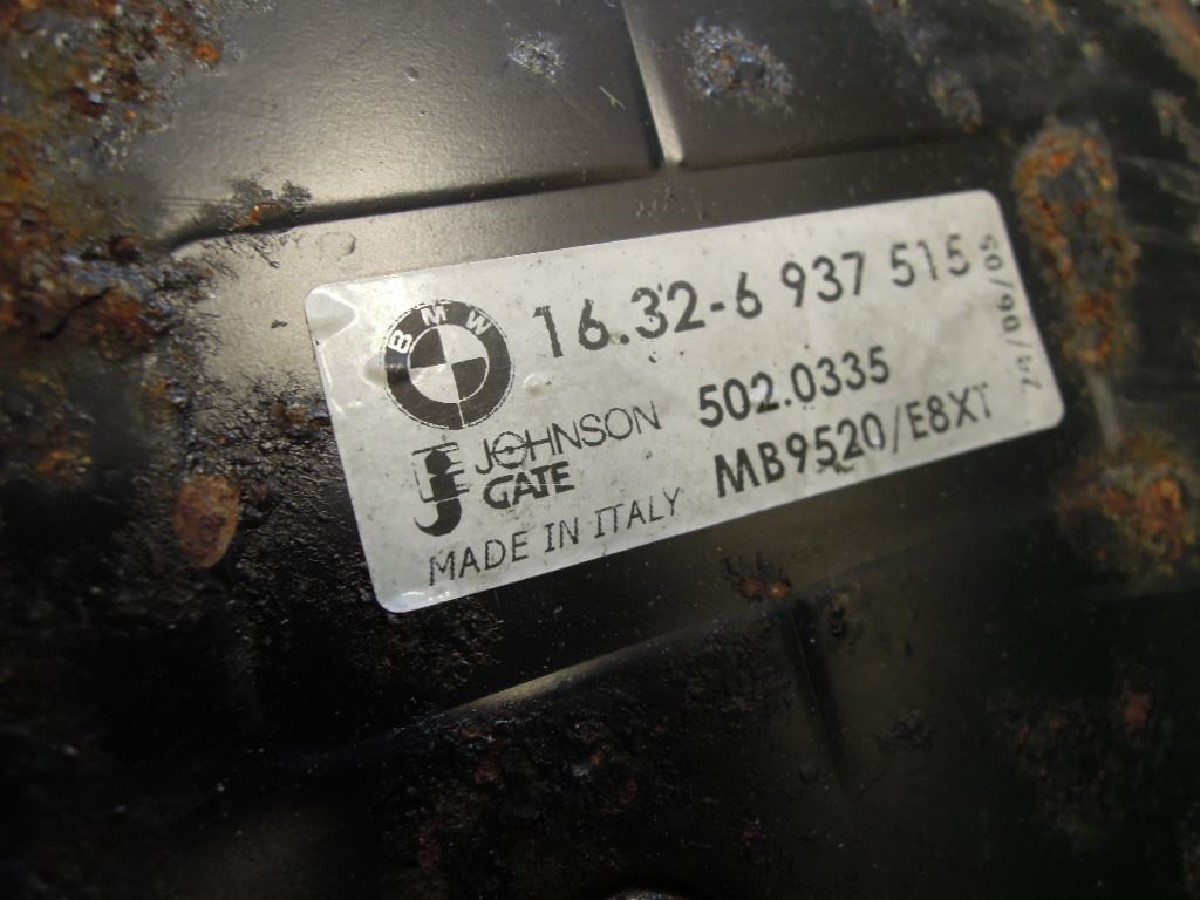 BMW
16.32-6 937 515
24/06/05
JOHNSON
GATE
502.0335
MB9520/E8XT
MADE IN ITALY